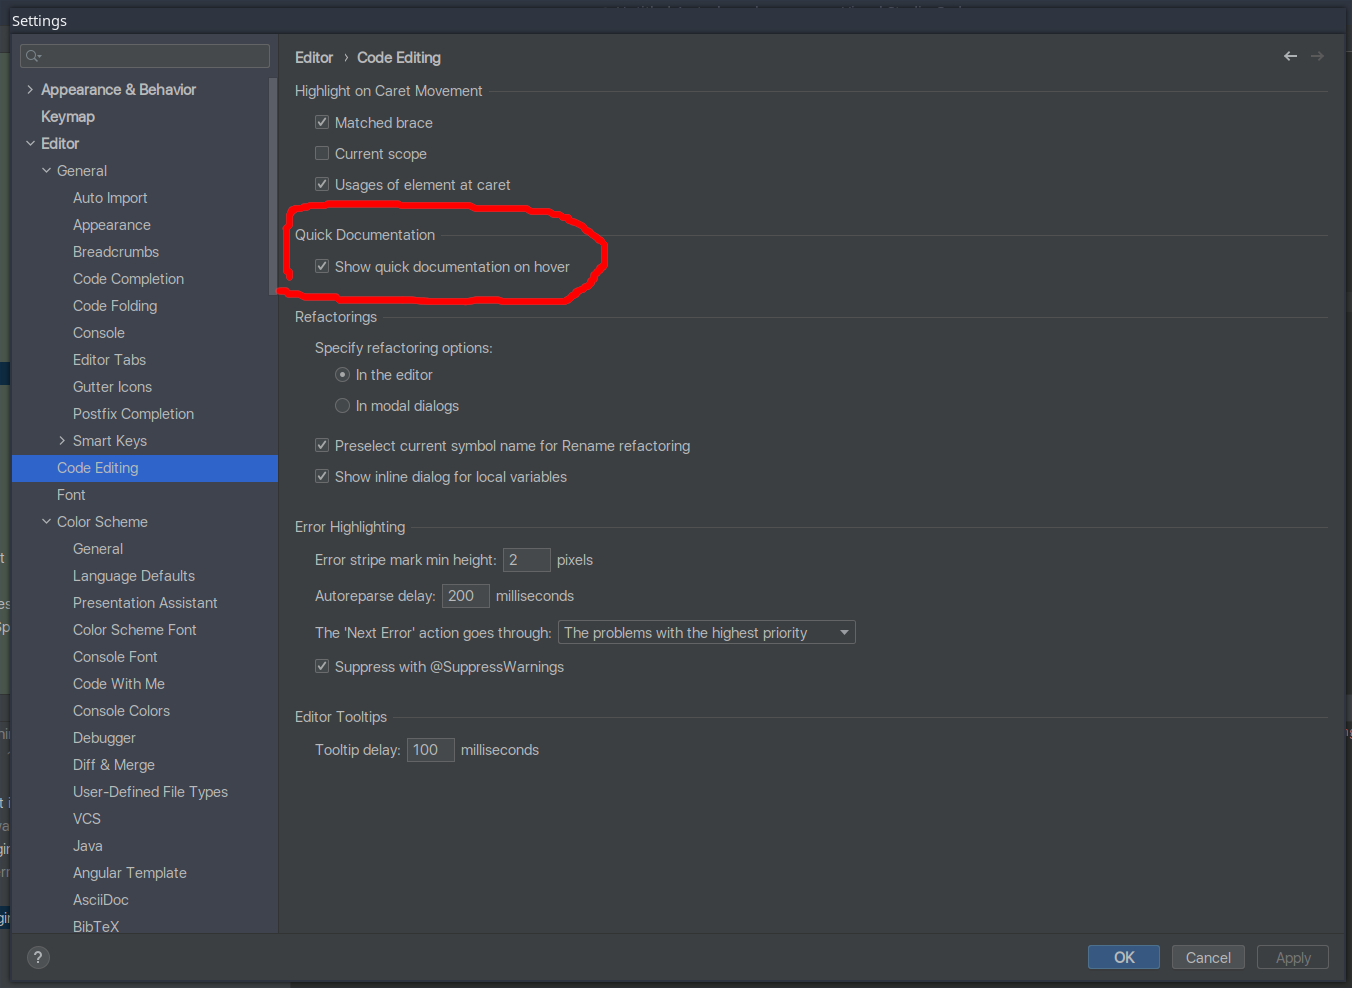 Settings
Appearance & Behavior
Keymap
Editor
General
Auto Import
Appearance
Breadcrumbs
Code Completion
Code Folding
Console
Editor Tabs
Gutter Icons
Postfix Completion
Smart Keys
Code Editing
Font
Color Scheme
General
Language Defaults
Presentation Assistant
Color Scheme Font
Console Font
Code With Me
Console Colors
Debugger
Diff & Merge
User-Defined File Types
VCS
Java
Angular Template
AsciiDoc
BibTeX
Editor › Code Editing
Highlight on Caret Movement
Matched brace
Current scope
Usages of element at caret
Quick Documentation
Show quick documentation on hover
Refactorings
Specify refactoring options:
In the editor
In modal dialogs
Preselect current symbol name for Rename refactoring
Show inline dialog for local variables
Error Highlighting
Error stripe mark min height: 2 pixels
Autoreparse delay: 200 milliseconds
The 'Next Error' action goes through: The problems with the highest priority
Suppress with @SuppressWarnings
Editor Tooltips
Tooltip delay: 100 milliseconds
? OK Cancel Apply